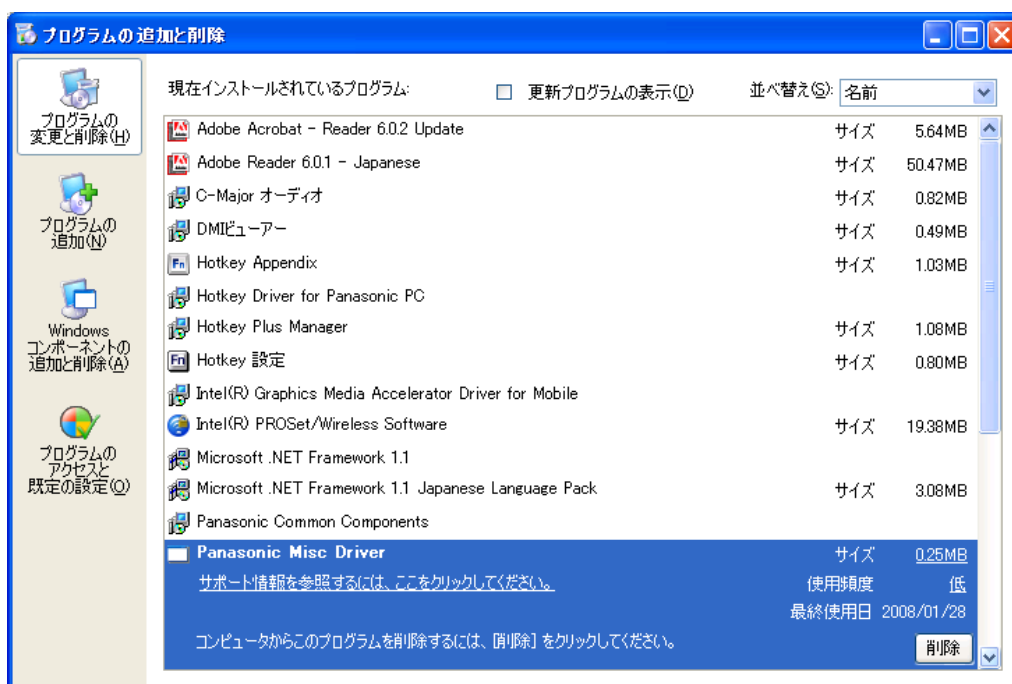 プログラムの追加と削除
プログラムの
変更と削除(H)
プログラムの
追加(N)
Windows
コンポーネントの
追加と削除(A)
プログラムの
アクセスと
既定の設定(O)
現在インストールされているプログラム: 更新プログラムの表示(D) 並べ替え(S): 名前
Adobe Acrobat - Reader 6.0.2 Update サイズ 5.64MB
Adobe Reader 6.0.1 - Japanese サイズ 50.47MB
C-Major オーディオ サイズ 0.82MB
DMIビューアー サイズ 0.49MB
Fn Hotkey Appendix サイズ 1.03MB
Hotkey Driver for Panasonic PC
Hotkey Plus Manager サイズ 1.08MB
Fn Hotkey 設定 サイズ 0.80MB
Intel(R) Graphics Media Accelerator Driver for Mobile
Intel(R) PROSet/Wireless Software サイズ 19.38MB
Microsoft .NET Framework 1.1
Microsoft .NET Framework 1.1 Japanese Language Pack サイズ 3.08MB
Panasonic Common Components
Panasonic Misc Driver サイズ 0.25MB
サポート情報を参照するには、ここをクリックしてください。 使用頻度 低
最終使用日 2008/01/28
コンピュータからこのプログラムを削除するには、[削除] をクリックしてください。 削除